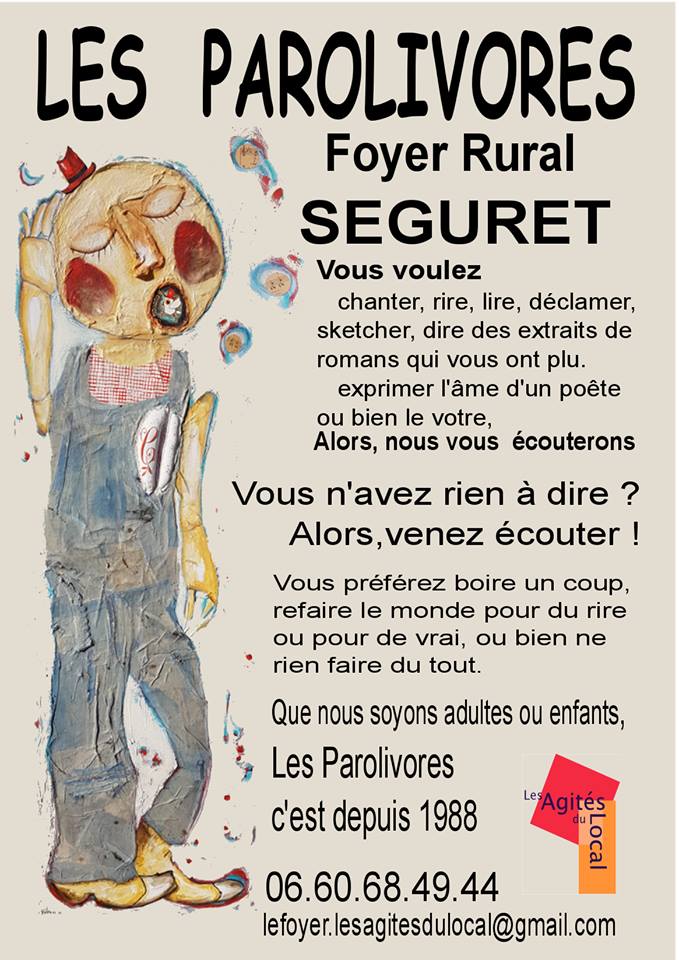 LES PAROLIVORES
Foyer Rural
SEGURET
Vous voulez
chanter, rire, lire, déclamer,
sketcher, dire des extraits de
romans qui vous ont plu.
exprimer l'âme d'un poête
ou bien le votre,
Alors, nous vous écouterons
Vous n'avez rien à dire ?
Alors,venez écouter !
Vous préférez boire un coup,
refaire le monde pour du rire
ou pour de vrai, ou bien ne
rien faire du tout.
Que nous soyons adultes ou enfants,
Les Parolivores
c'est depuis 1988
Les Agités
du Local
06.60.68.49.44
lefoyer.lesagitesdulocal@gmail.com